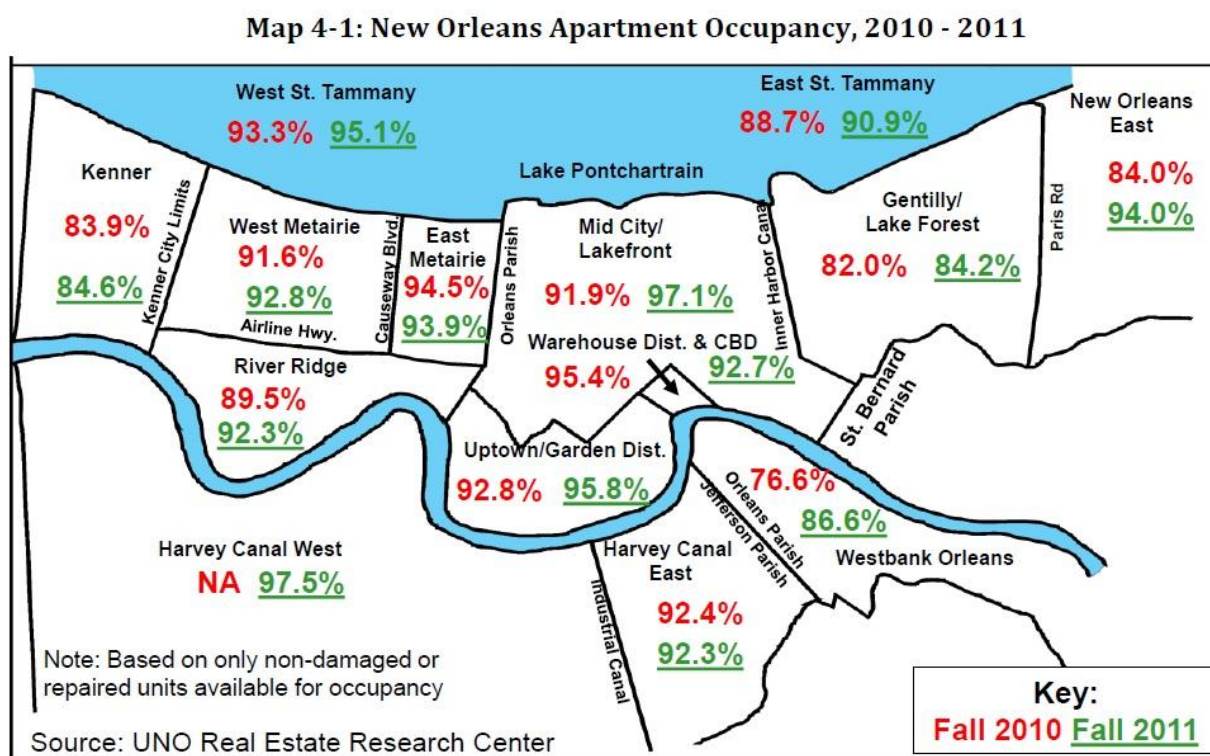 Map 4-1: New Orleans Apartment Occupancy, 2010 - 2011
West St. Tammany
93.3% 95.1%
East St. Tammany
88.7% 90.9%
New Orleans
East
84.0%
94.0%
Kenner
83.9%
84.6%
Kenner City Limits
Lake Pontchartrain
West Metairie
91.6%
92.8%
Airline Hwy.
Causeway Blvd.
East
Metairie
94.5%
93.9%
Orleans Parish
Mid City/
Lakefront
91.9% 97.1%
Inner Harbor Canal
Gentilly/
Lake Forest
82.0% 84.2%
Paris Rd
Warehouse Dist. & CBD
95.4% 92.7%
River Ridge
89.5%
92.3%
St. Bernard
Parish
Uptown/Garden Dist.
92.8% 95.8%
Orleans Parish
Jefferson Parish
76.6%
86.6%
Westbank Orleans
Harvey Canal West
NA 97.5%
Industrial Canal
Harvey Canal
East
92.4%
92.3%
Note: Based on only non-damaged or
repaired units available for occupancy
Source: UNO Real Estate Research Center
Key:
Fall 2010 Fall 2011